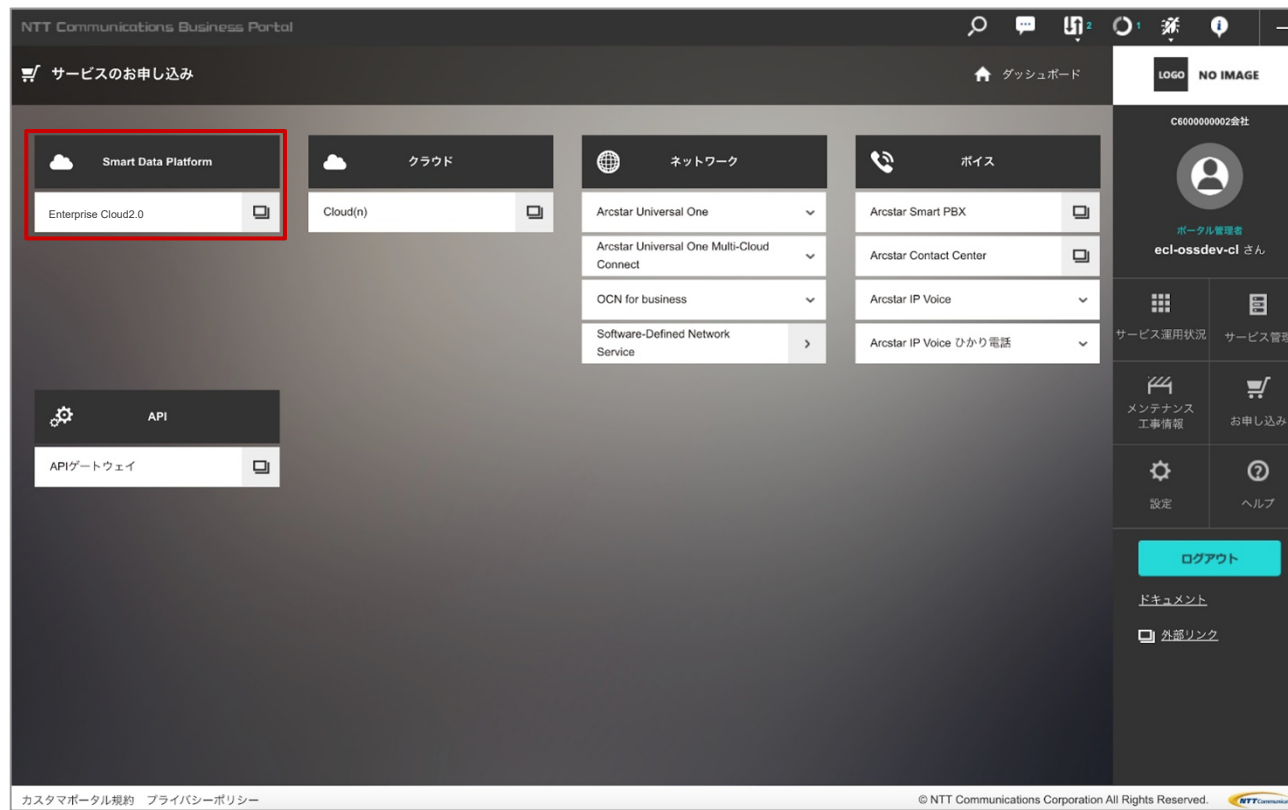 NTT Communications Business Portal
2
1
サービスのお申し込み
ダッシュボード
LOGO NO IMAGE
C6000000002会社
ポータル管理者
ecl-ossdev-cl さん
Smart Data Platform
Enterprise Cloud2.0
クラウド
Cloud(n)
ネットワーク
Arcstar Universal One
Arcstar Universal One Multi-Cloud
Connect
OCN for business
Software-Defined Network
Service
ボイス
Arcstar Smart PBX
Arcstar Contact Center
Arcstar IP Voice
Arcstar IP Voice ひかり電話
API
APIゲートウェイ
サービス運用状況
サービス管理
メンテナンス
工事情報
お申し込み
設定
ヘルプ
ログアウト
ドキュメント
外部リンク
カスタマポータル規約 プライバシーポリシー
© NTT Communications Corporation All Rights Reserved.